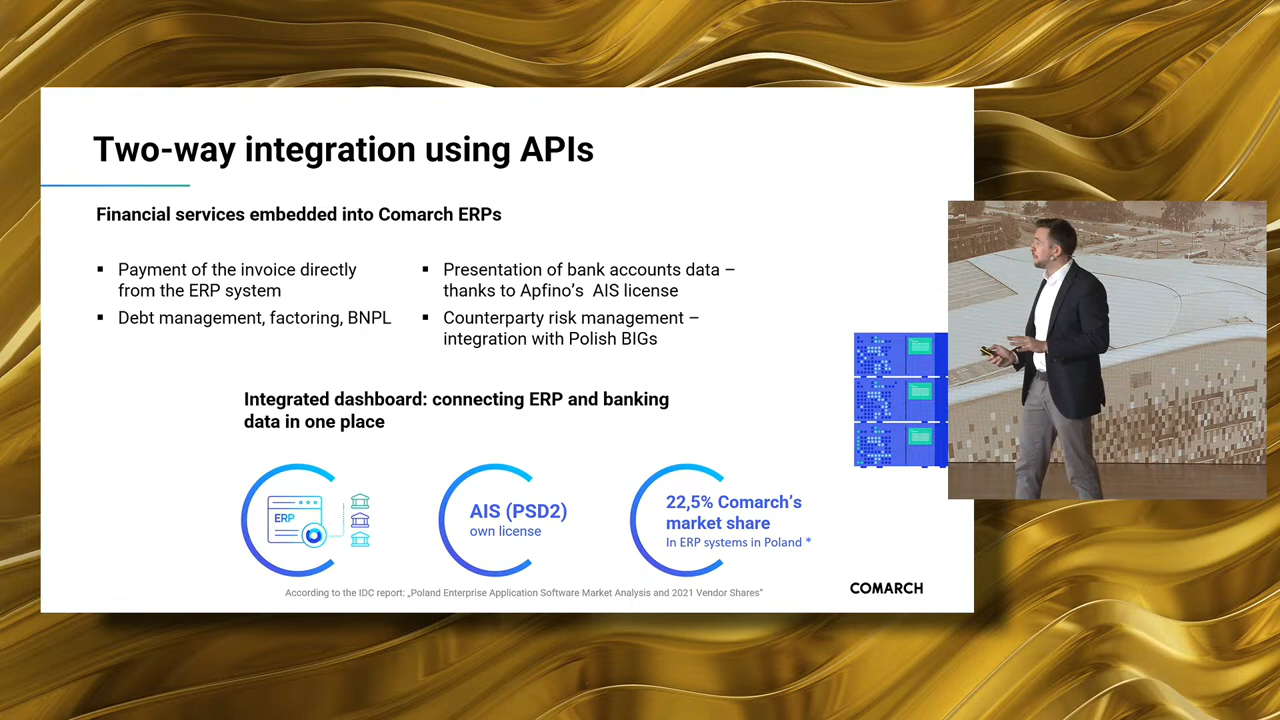 Two-way integration using APIs
Financial services embedded into Comarch ERPs
▪ Payment of the invoice directly
from the ERP system
▪ Debt management, factoring, BNPL
▪ Presentation of bank accounts data –
thanks to Apfino’s AIS license
▪ Counterparty risk management –
integration with Polish BIGs
Integrated dashboard: connecting ERP and banking
data in one place
ERP
AIS (PSD2)
own license
22,5% Comarch’s
market share
In ERP systems in Poland *
According to the IDC report: „Poland Enterprise Application Software Market Analysis and 2021 Vendor Shares”
COMARCH